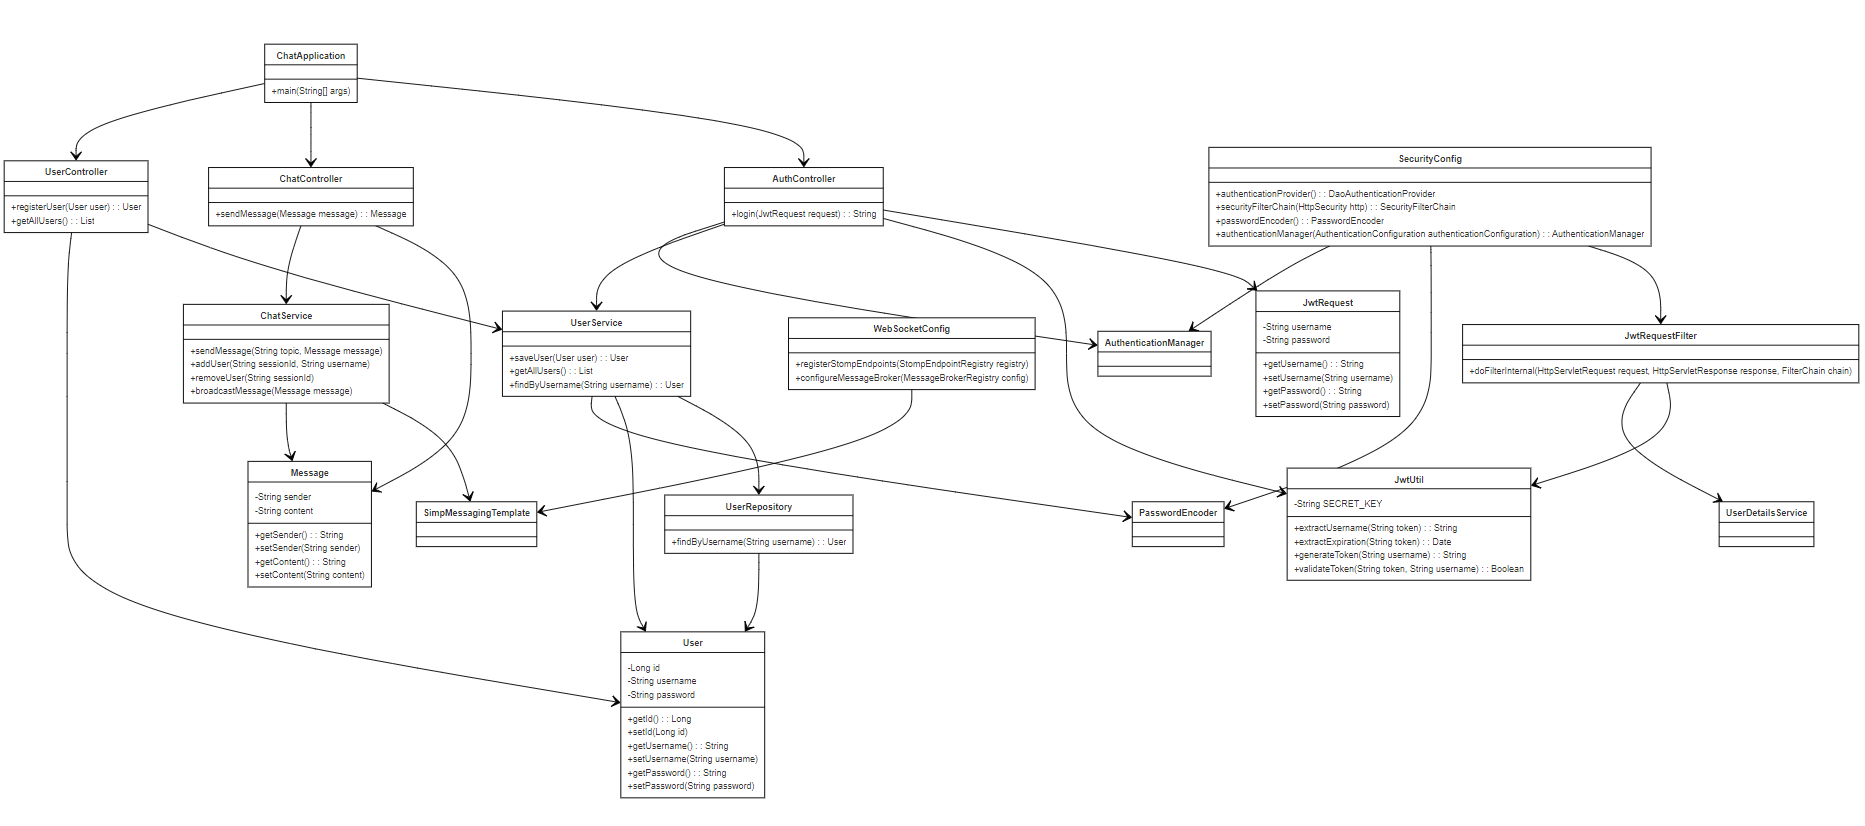 ChatApplication
+main(String[] args)
UserController
+registerUser(User user) : : User
+getAllUsers() : : List
ChatController
+sendMessage(Message message) : : Message
AuthController
+login(JwtRequest request) : : String
SecurityConfig
+authenticationProvider() : : DaoAuthenticationProvider
+securityFilterChain(HttpSecurity http) : : SecurityFilterChain
+passwordEncoder() : : PasswordEncoder
+authenticationManager(AuthenticationConfiguration authenticationConfiguration) : : AuthenticationManager
ChatService
+sendMessage(String topic, Message message)
+addUser(String sessionId, String username)
+removeUser(String sessionId)
+broadcastMessage(Message message)
UserService
+saveUser(User user) : : User
+getAllUsers() : : List
+findByUsername(String username) : : User
WebSocketConfig
+registerStompEndpoints(StompEndpointRegistry registry)
+configureMessageBroker(MessageBrokerRegistry config)
AuthenticationManager
JwtRequest
-String username
-String password
+getUsername() : : String
+setUsername(String username)
+getPassword() : : String
+setPassword(String password)
JwtRequestFilter
+doFilterInternal(HttpServletRequest request, HttpServletResponse response, FilterChain chain)
Message
-String sender
-String content
+getSender() : : String
+setSender(String sender)
+getContent() : : String
+setContent(String content)
SimpMessagingTemplate
UserRepository
+findByUsername(String username) : : User
PasswordEncoder
JwtUtil
-String SECRET_KEY
+extractUsername(String token) : : String
+extractExpiration(String token) : : Date
+generateToken(String username) : : String
+validateToken(String token, String username) : : Boolean
UserDetailsService
User
-Long id
-String username
-String password
+getId() : : Long
+setId(Long id)
+getUsername() : : String
+setUsername(String username)
+getPassword() : : String
+setPassword(String password)